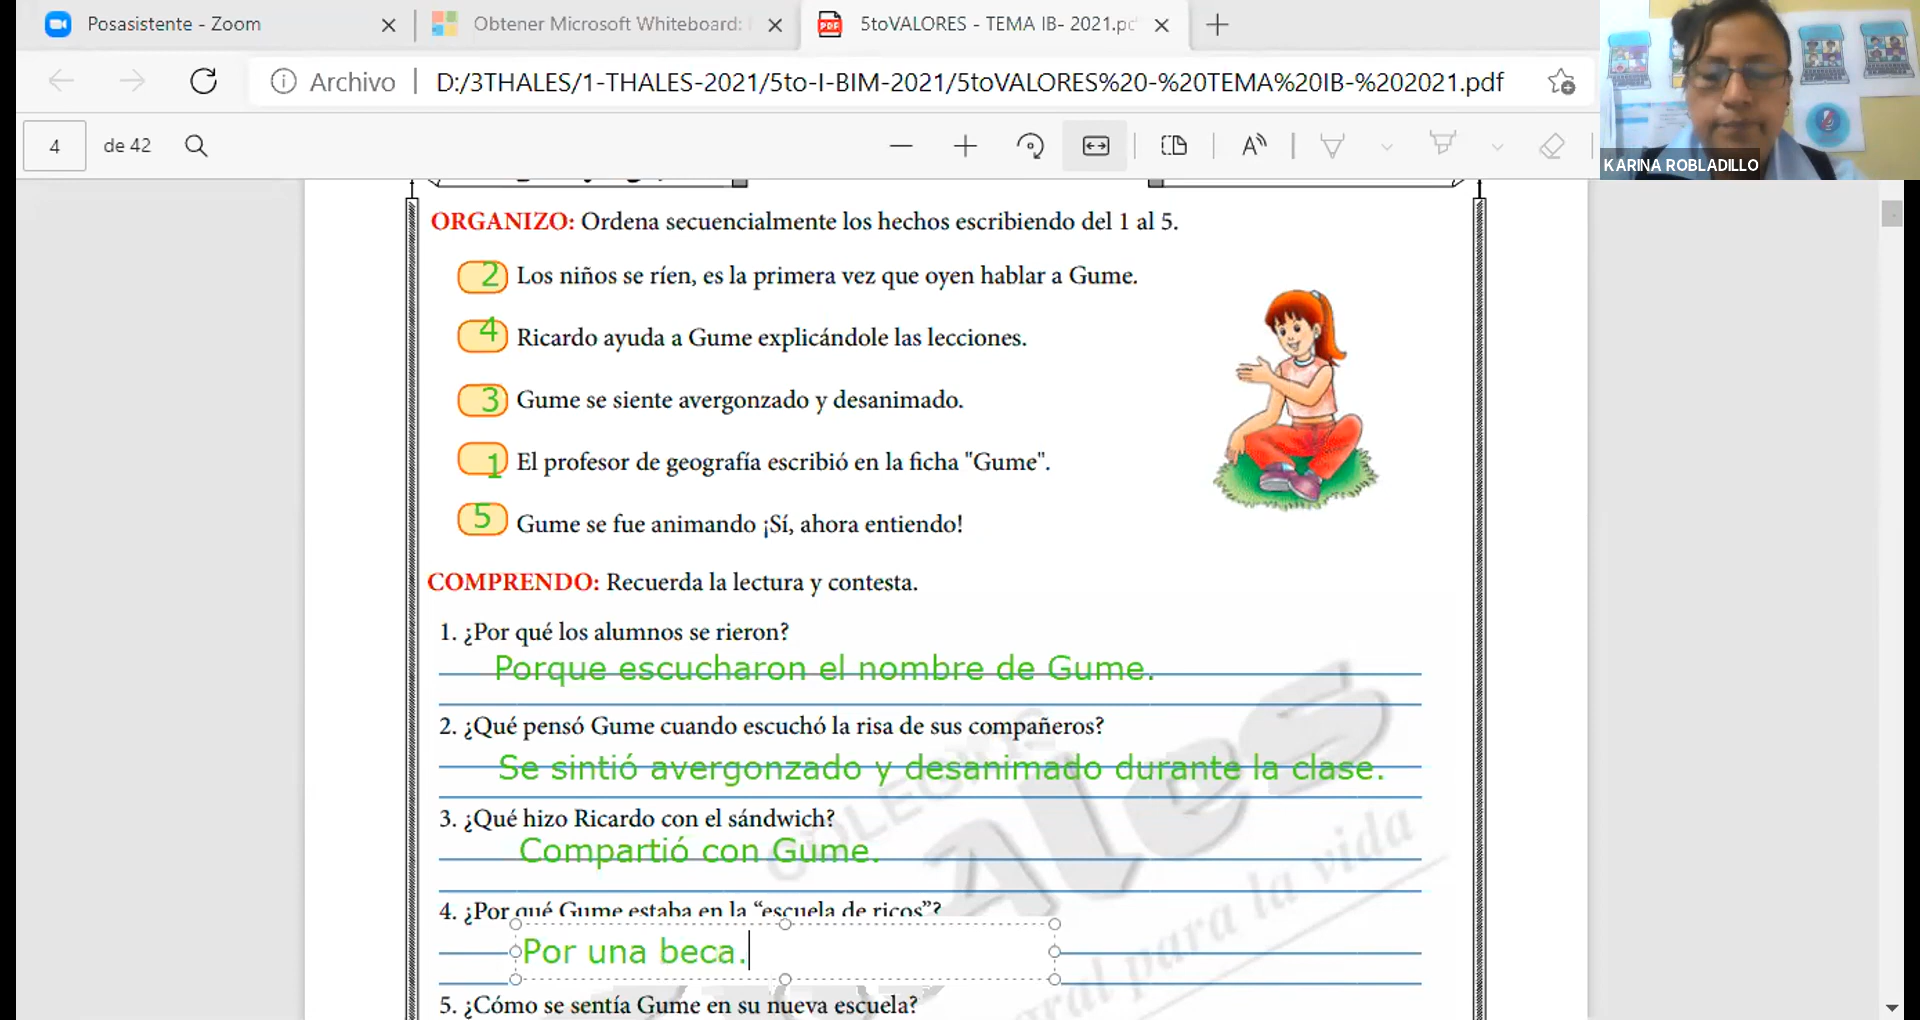 Posasistente - Zoom
Obtener Microsoft Whiteboard:
5toVALORES - TEMA IB- 2021.pd
Archivo
D:/3THALES/1-THALES-2021/5to-I-BIM-2021/5toVALORES%20-%20TEMA%20IB-%202021.pdf
4 de 42
KARINA ROBLADILLO
ORGANIZO: Ordena secuencialmente los hechos escribiendo del 1 al 5.
2 Los niños se ríen, es la primera vez que oyen hablar a Gume.
4 Ricardo ayuda a Gume explicándole las lecciones.
3 Gume se siente avergonzado y desanimado.
1 El profesor de geografía escribió en la ficha "Gume".
5 Gume se fue animando ¡Sí, ahora entiendo!
COMPRENDO: Recuerda la lectura y contesta.
1. ¿Por qué los alumnos se rieron?
Porque escucharon el nombre de Gume.
2. ¿Qué pensó Gume cuando escuchó la risa de sus compañeros?
Se sintió avergonzado y desanimado durante la clase.
3. ¿Qué hizo Ricardo con el sándwich?
Compartió con Gume.
4. ¿Por qué Gume estaba en la “escuela de ricos”?
Por una beca.
5. ¿Cómo se sentía Gume en su nueva escuela?
para la vida